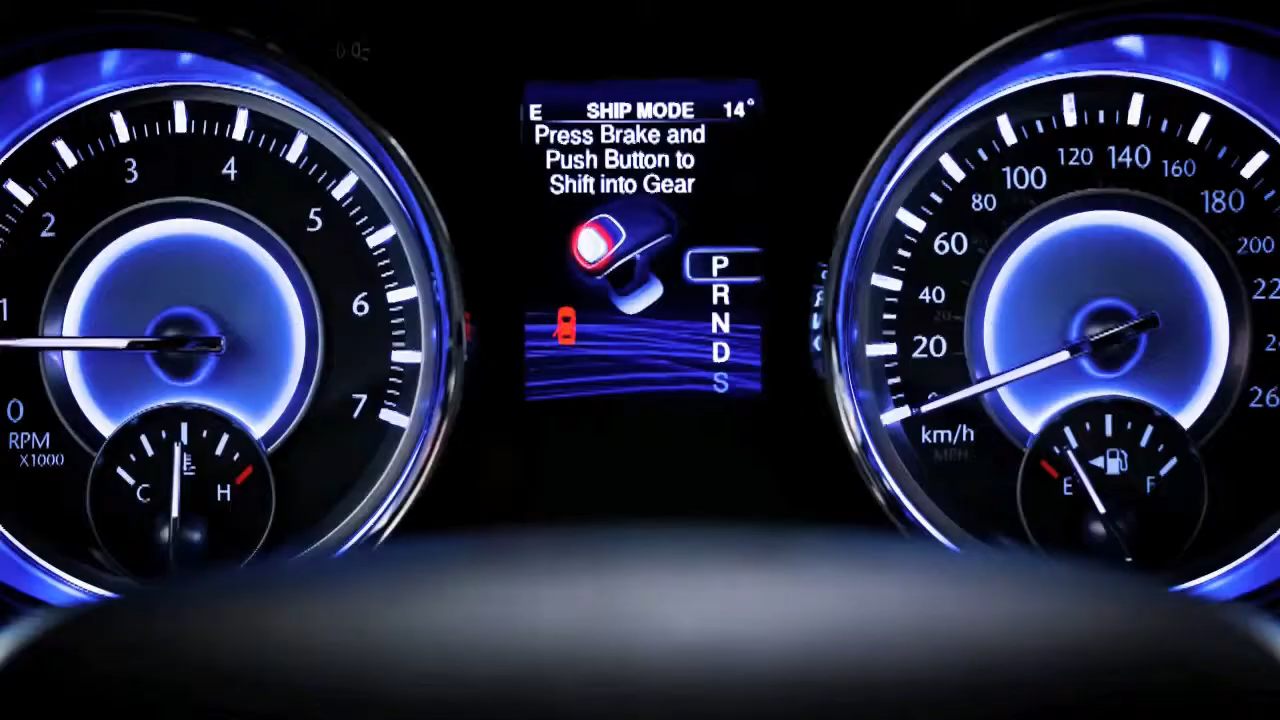 E SHIP MODE 14°
Press Brake and
Push Button to
Shift into Gear
P
R
N
D
S
0
1
2
3
4
5
6
7
RPM
X1000
C
H
20
40
60
80
100
120
140
160
180
200
km/h
MPH
E
F